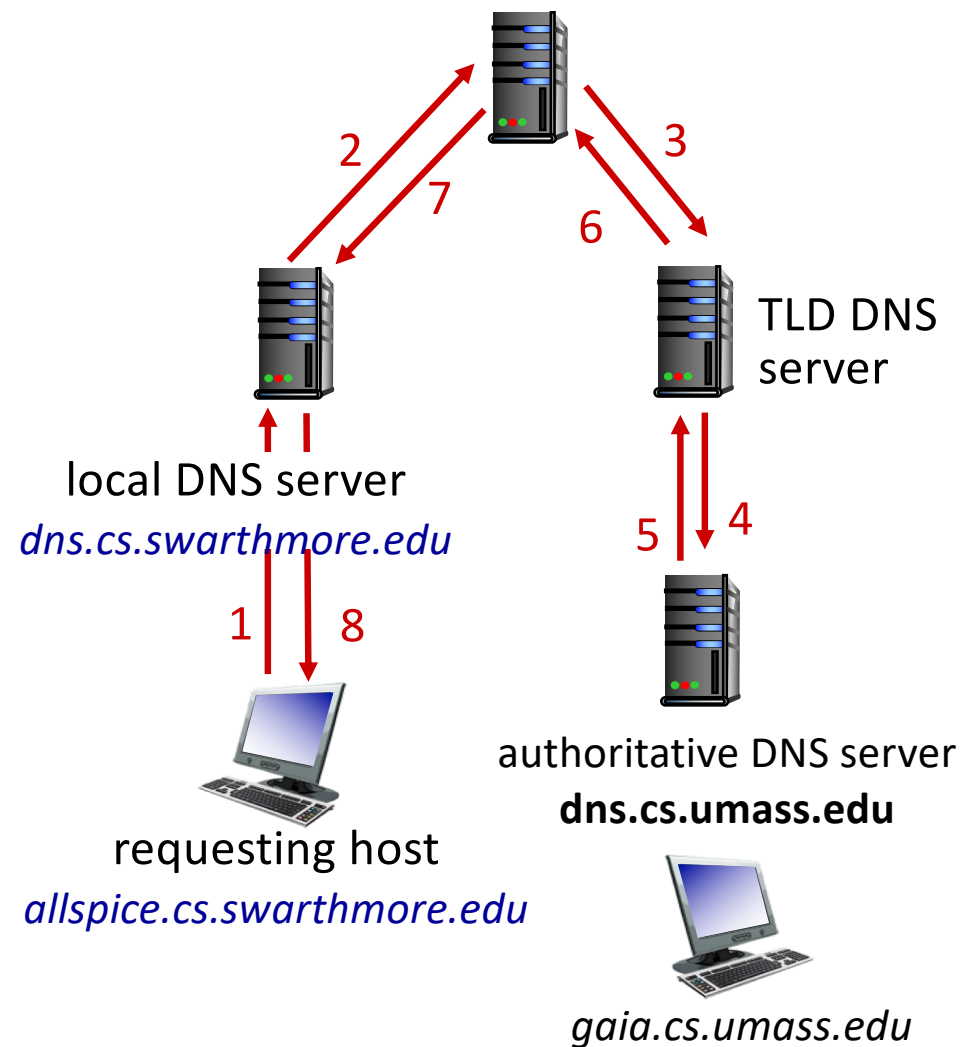 2
3
7
6
TLD DNS
server
local DNS server
dns.cs.swarthmore.edu
5
4
1
8
authoritative DNS server
dns.cs.umass.edu
requesting host
allspice.cs.swarthmore.edu
gaia.cs.umass.edu